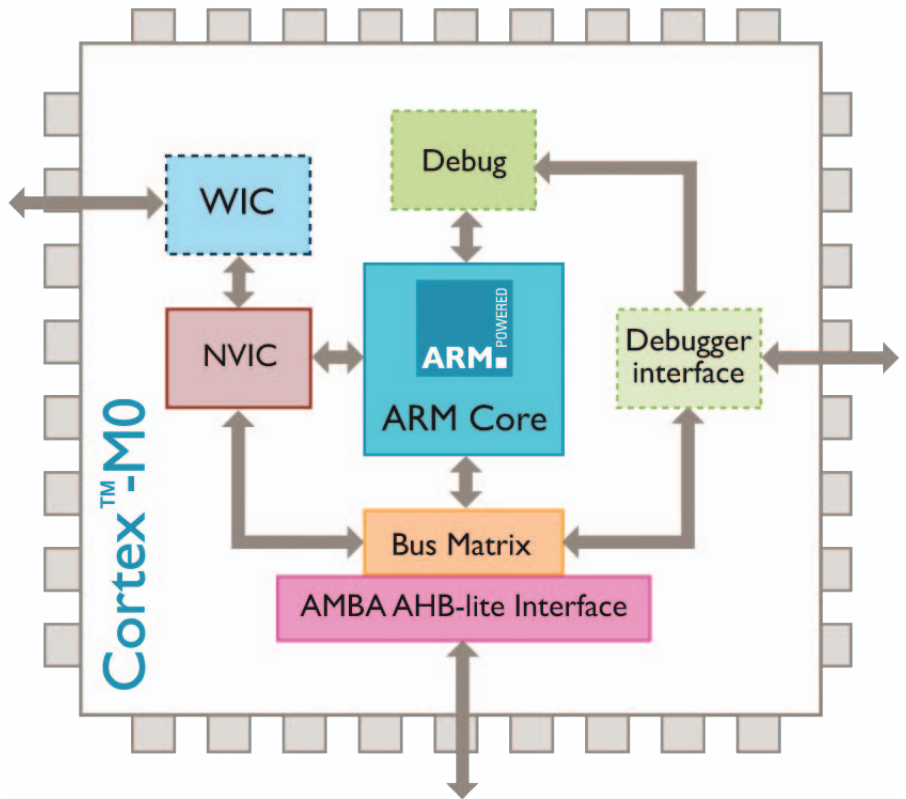 WIC
Debug
NVIC
ARM
POWERED
ARM Core
Debugger
interface
Bus Matrix
AMBA AHB-lite Interface
Cortex™-M0